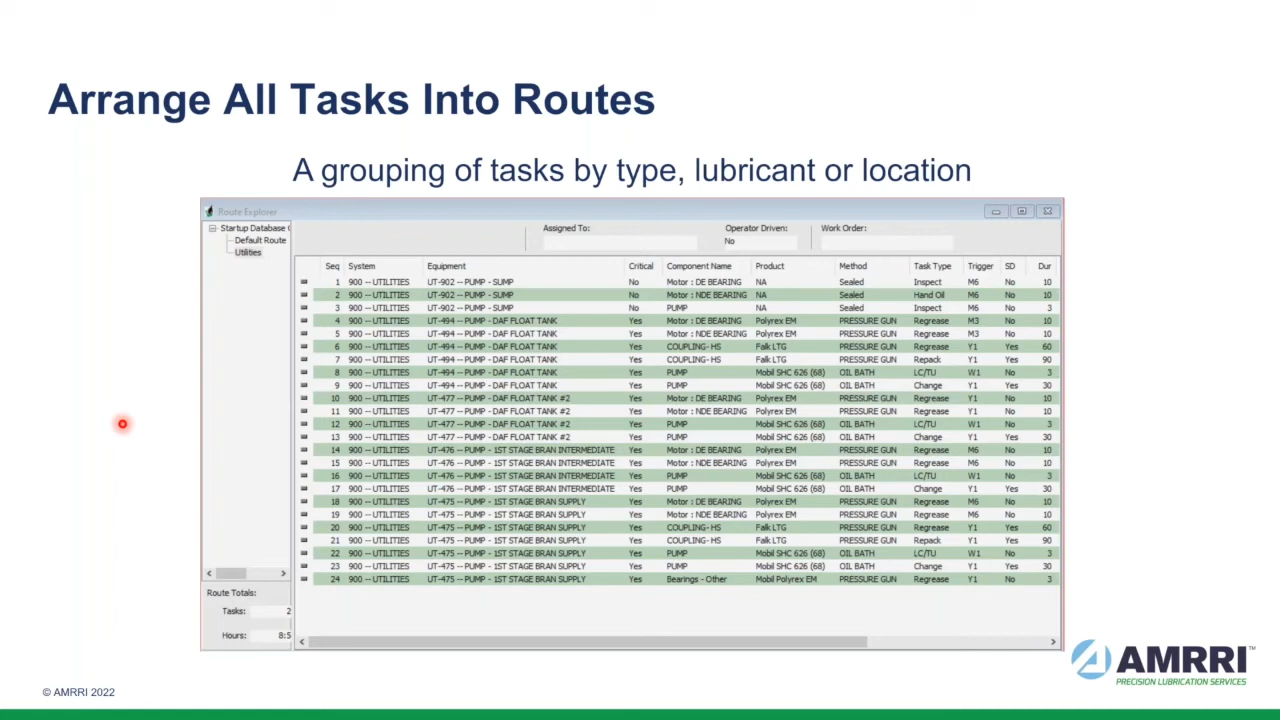 Arrange All Tasks Into Routes
A grouping of tasks by type, lubricant or location
Route Explorer
Startup Database
Default Route
Utilities
Assigned To:
Operator Driven:
No
Work Order:
Seq System Equipment Critical Component Name Product Method Task Type Trigger SD Dur
1 900 -- UTILITIES UT-902 -- PUMP - SUMP No Motor : DE BEARING NA Sealed Inspect M6 No 10
2 900 -- UTILITIES UT-902 -- PUMP - SUMP No Motor : NDE BEARING NA Sealed Hand Oil M6 No 10
3 900 -- UTILITIES UT-902 -- PUMP - SUMP No PUMP NA Sealed Inspect M6 No 3
4 900 -- UTILITIES UT-494 -- PUMP - DAF FLOAT TANK Yes Motor : DE BEARING Polyrex EM PRESSURE GUN Regrease M3 No 10
5 900 -- UTILITIES UT-494 -- PUMP - DAF FLOAT TANK Yes Motor : NDE BEARING Polyrex EM PRESSURE GUN Regrease M3 No 10
6 900 -- UTILITIES UT-494 -- PUMP - DAF FLOAT TANK Yes COUPLING- HS Falk LTG PRESSURE GUN Regrease Y1 Yes 60
7 900 -- UTILITIES UT-494 -- PUMP - DAF FLOAT TANK Yes COUPLING- HS Falk LTG PRESSURE GUN Repack Y1 Yes 90
8 900 -- UTILITIES UT-494 -- PUMP - DAF FLOAT TANK Yes PUMP Mobil SHC 626 (68) OIL BATH LC/TU W1 No 3
9 900 -- UTILITIES UT-494 -- PUMP - DAF FLOAT TANK Yes PUMP Mobil SHC 626 (68) OIL BATH Change Y1 Yes 30
10 900 -- UTILITIES UT-477 -- PUMP - DAF FLOAT TANK #2 Yes Motor : DE BEARING Polyrex EM PRESSURE GUN Regrease Y1 No 10
11 900 -- UTILITIES UT-477 -- PUMP - DAF FLOAT TANK #2 Yes Motor : NDE BEARING Polyrex EM PRESSURE GUN Regrease Y1 No 10
12 900 -- UTILITIES UT-477 -- PUMP - DAF FLOAT TANK #2 Yes PUMP Mobil SHC 626 (68) OIL BATH LC/TU W1 No 3
13 900 -- UTILITIES UT-477 -- PUMP - DAF FLOAT TANK #2 Yes PUMP Mobil SHC 626 (68) OIL BATH Change Y1 Yes 30
14 900 -- UTILITIES UT-476 -- PUMP - 1ST STAGE BRAN INTERMEDIATE Yes Motor : DE BEARING Polyrex EM PRESSURE GUN Regrease M6 No 10
15 900 -- UTILITIES UT-476 -- PUMP - 1ST STAGE BRAN INTERMEDIATE Yes Motor : NDE BEARING Polyrex EM PRESSURE GUN Regrease M6 No 10
16 900 -- UTILITIES UT-476 -- PUMP - 1ST STAGE BRAN INTERMEDIATE Yes PUMP Mobil SHC 626 (68) OIL BATH LC/TU W1 No 3
17 900 -- UTILITIES UT-476 -- PUMP - 1ST STAGE BRAN INTERMEDIATE Yes PUMP Mobil SHC 626 (68) OIL BATH Change Y1 Yes 30
18 900 -- UTILITIES UT-475 -- PUMP - 1ST STAGE BRAN SUPPLY Yes Motor : DE BEARING Polyrex EM PRESSURE GUN Regrease M6 No 10
19 900 -- UTILITIES UT-475 -- PUMP - 1ST STAGE BRAN SUPPLY Yes Motor : NDE BEARING Polyrex EM PRESSURE GUN Regrease M6 No 10
20 900 -- UTILITIES UT-475 -- PUMP - 1ST STAGE BRAN SUPPLY Yes COUPLING- HS Falk LTG PRESSURE GUN Regrease Y1 Yes 60
21 900 -- UTILITIES UT-475 -- PUMP - 1ST STAGE BRAN SUPPLY Yes COUPLING- HS Falk LTG PRESSURE GUN Repack Y1 Yes 90
22 900 -- UTILITIES UT-475 -- PUMP - 1ST STAGE BRAN SUPPLY Yes PUMP Mobil SHC 626 (68) OIL BATH LC/TU W1 No 3
23 900 -- UTILITIES UT-475 -- PUMP - 1ST STAGE BRAN SUPPLY Yes PUMP Mobil SHC 626 (68) OIL BATH Change Y1 Yes 30
24 900 -- UTILITIES UT-475 -- PUMP - 1ST STAGE BRAN SUPPLY Yes Bearings - Other Mobil Polyrex EM PRESSURE GUN Regrease Y1 No 3
Route Totals:
Tasks: 2
Hours: 8:5
AMRRI™
PRECISION LUBRICATION SERVICES
© AMRRI 2022